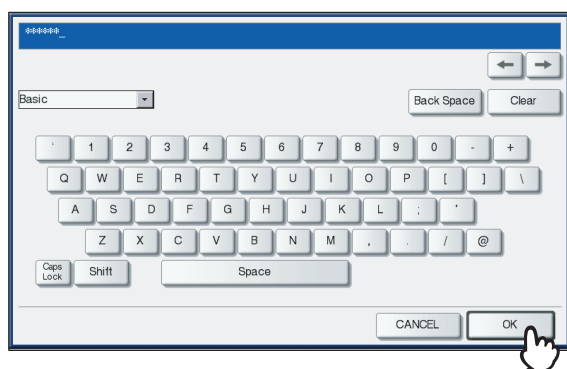 ******_
Basic
Back Space Clear
` 1 2 3 4 5 6 7 8 9 0 - +
Q W E R T Y U I O P [ ] \
A S D F G H J K L ; '
Z X C V B N M , . / @
Caps Lock Shift Space
CANCEL OK